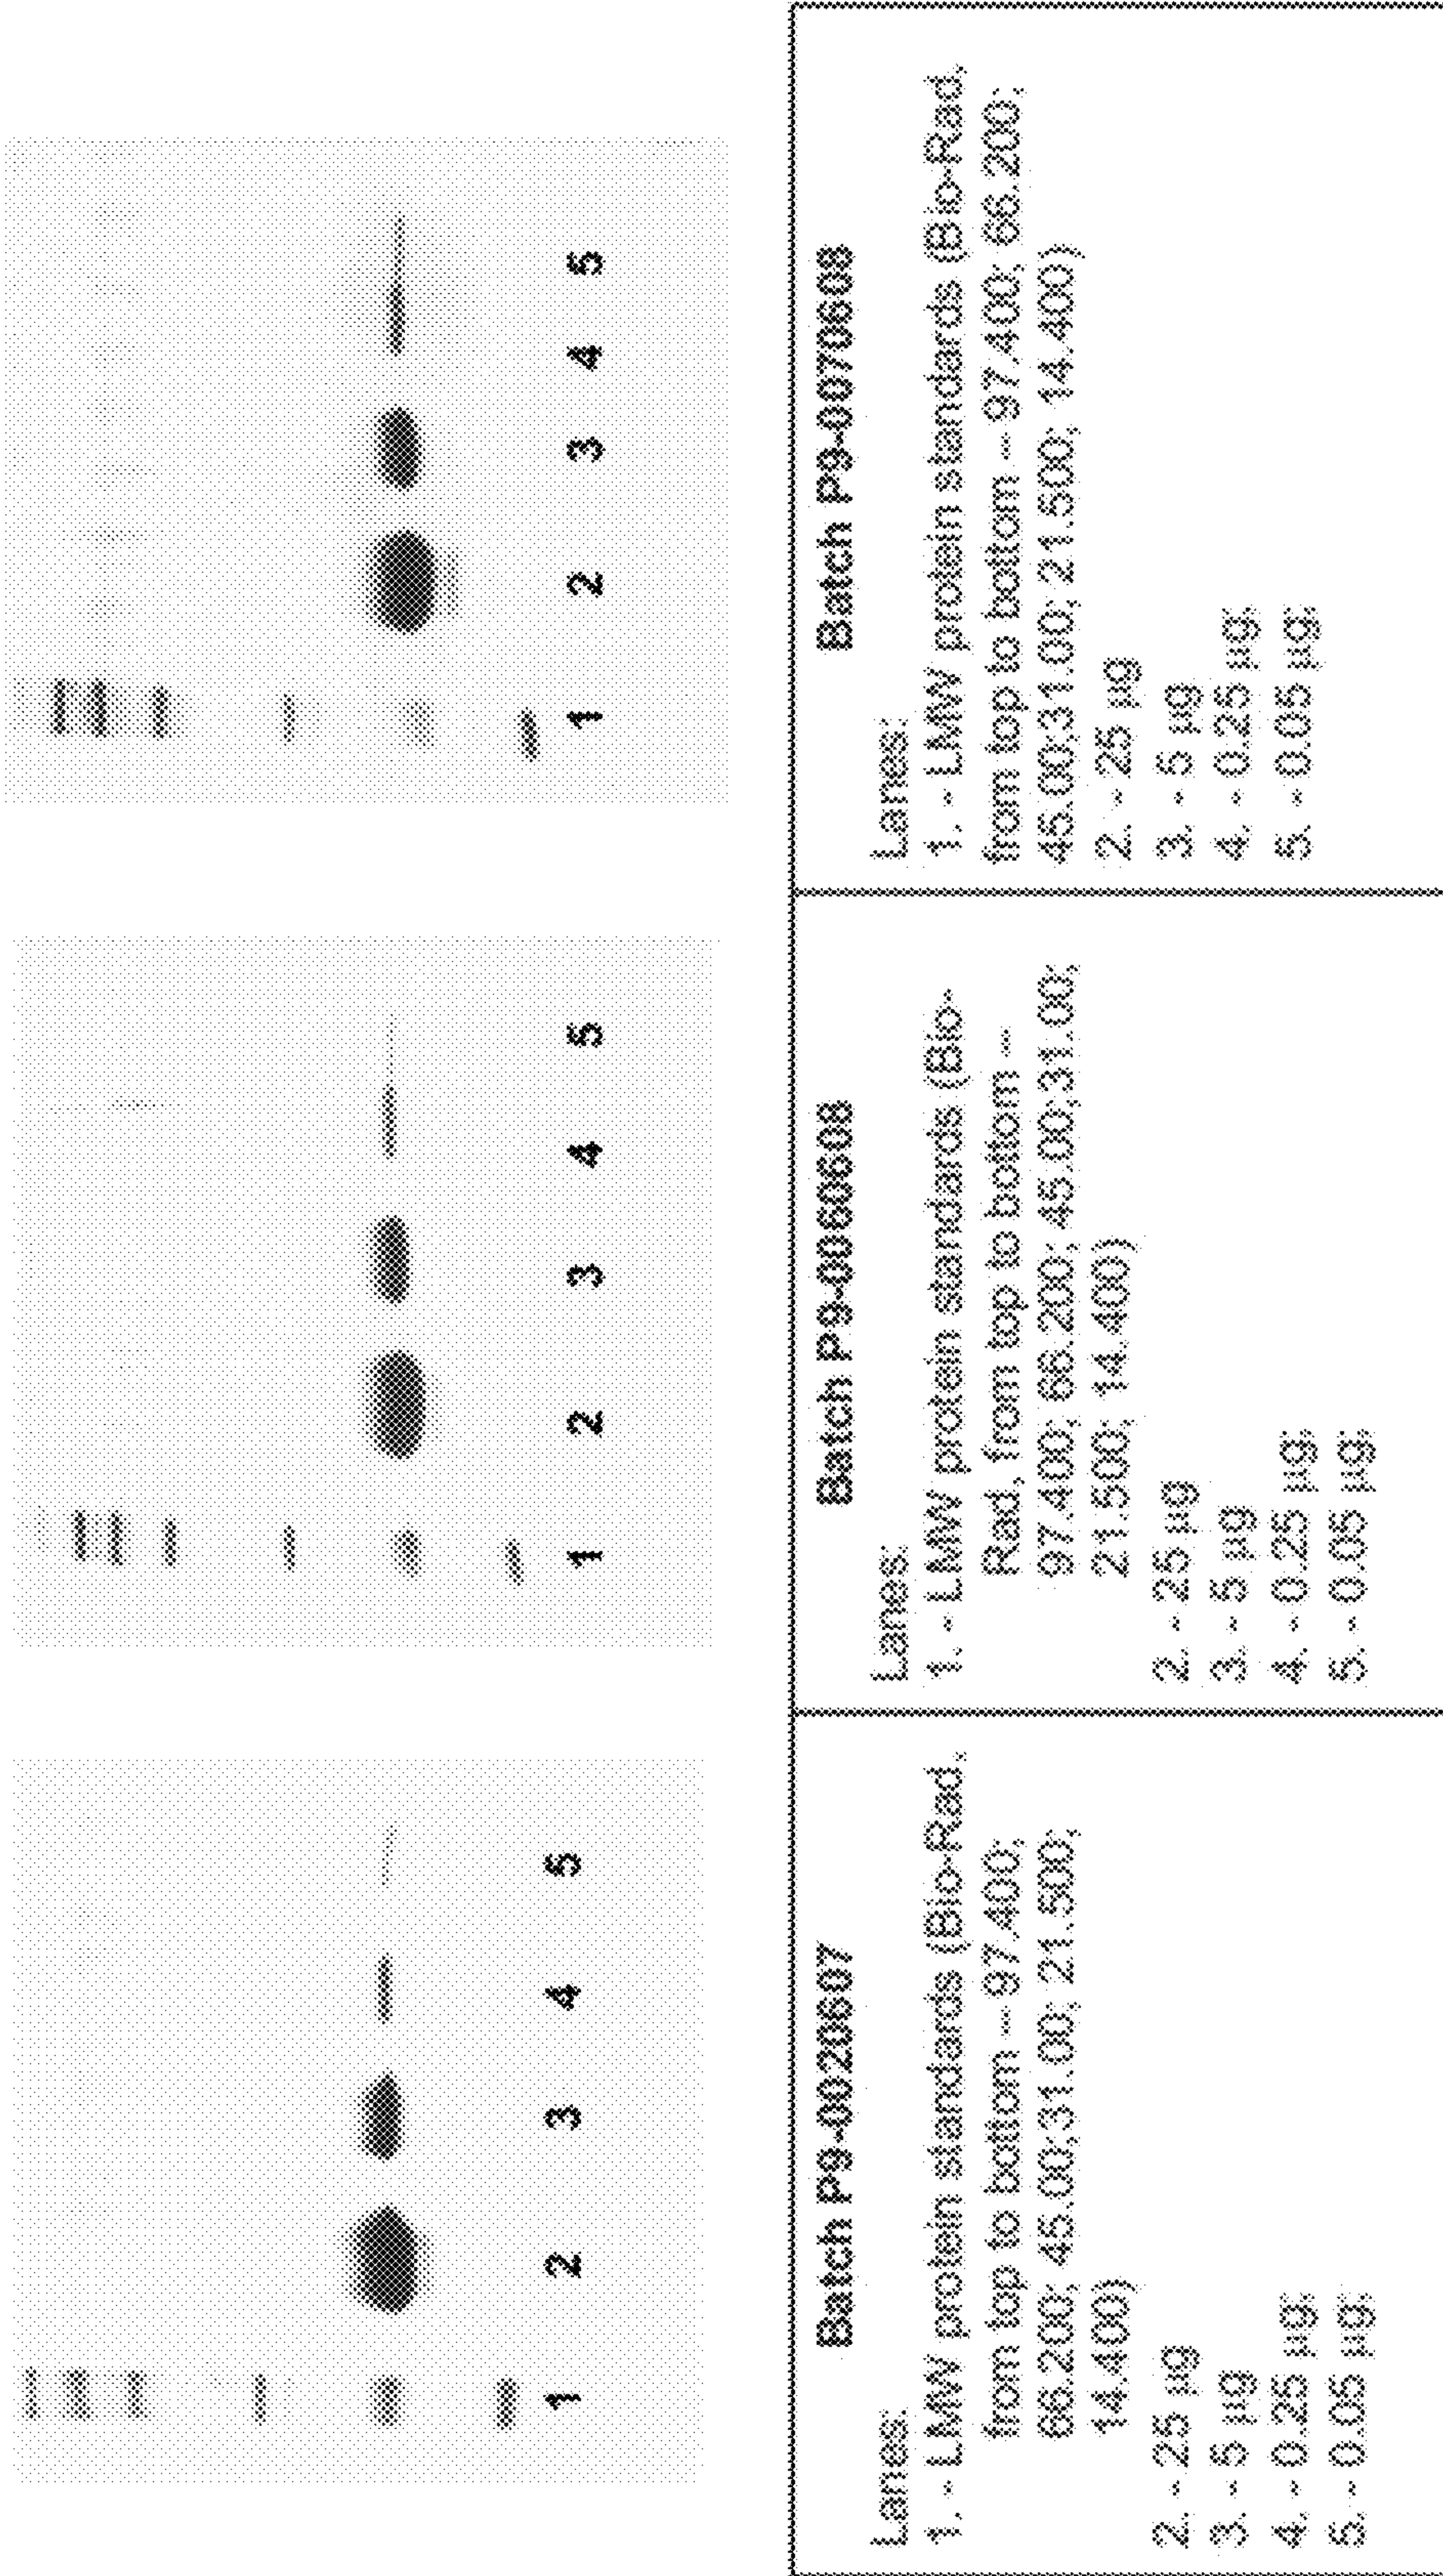 1 2 3 4 5
1 2 3 4 5
1 2 3 4 5
Batch P9-0020607
Lanes:
1. - LMW protein standards (Bio-Rad,
from top to bottom -- 97.400;
66.200; 45.00;31.00; 21.500;
14.400)
2. - 25 µg
3. - 5 µg
4. - 0.25 µg;
5. - 0.05 µg;
Batch P9-0060608
Lanes:
1. - LMW protein standards (Bio-
Rad, from top to bottom --
97.400; 66.200; 45.00;31.00;
21.500; 14.400)
2. - 25 µg
3. - 5 µg
4. - 0.25 µg;
5. - 0.05 µg;
Batch P9-0070608
Lanes:
1. - LMW protein standards (Bio-Rad,
from top to bottom -- 97.400; 66.200;
45.00;31.00; 21.500; 14.400)
2. - 25 µg
3. - 5 µg
4. - 0.25 µg;
5. - 0.05 µg;